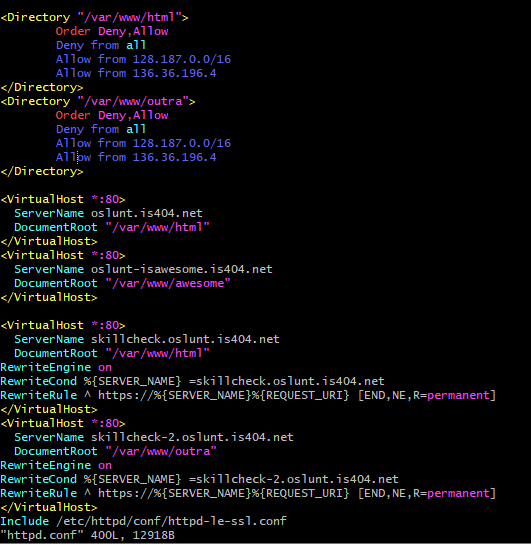 <Directory "/var/www/html">
        Order Deny,Allow
        Deny from all
        Allow from 128.187.0.0/16
        Allow from 136.36.196.4
</Directory>
<Directory "/var/www/outra">
        Order Deny,Allow
        Deny from all
        Allow from 128.187.0.0/16
        Allow from 136.36.196.4
</Directory>

<VirtualHost *:80>
  ServerName oslunt.is404.net
  DocumentRoot "/var/www/html"
</VirtualHost>
<VirtualHost *:80>
  ServerName oslunt-isawesome.is404.net
  DocumentRoot "/var/www/awesome"
</VirtualHost>

<VirtualHost *:80>
  ServerName skillcheck.oslunt.is404.net
  DocumentRoot "/var/www/html"
RewriteEngine on
RewriteCond %{SERVER_NAME} =skillcheck.oslunt.is404.net
RewriteRule ^ https://%{SERVER_NAME}%{REQUEST_URI} [END,NE,R=permanent]
</VirtualHost>
<VirtualHost *:80>
  ServerName skillcheck-2.oslunt.is404.net
  DocumentRoot "/var/www/outra"
RewriteEngine on
RewriteCond %{SERVER_NAME} =skillcheck-2.oslunt.is404.net
RewriteRule ^ https://%{SERVER_NAME}%{REQUEST_URI} [END,NE,R=permanent]
</VirtualHost>
Include /etc/httpd/conf/httpd-le-ssl.conf
"httpd.conf" 400L, 12918B